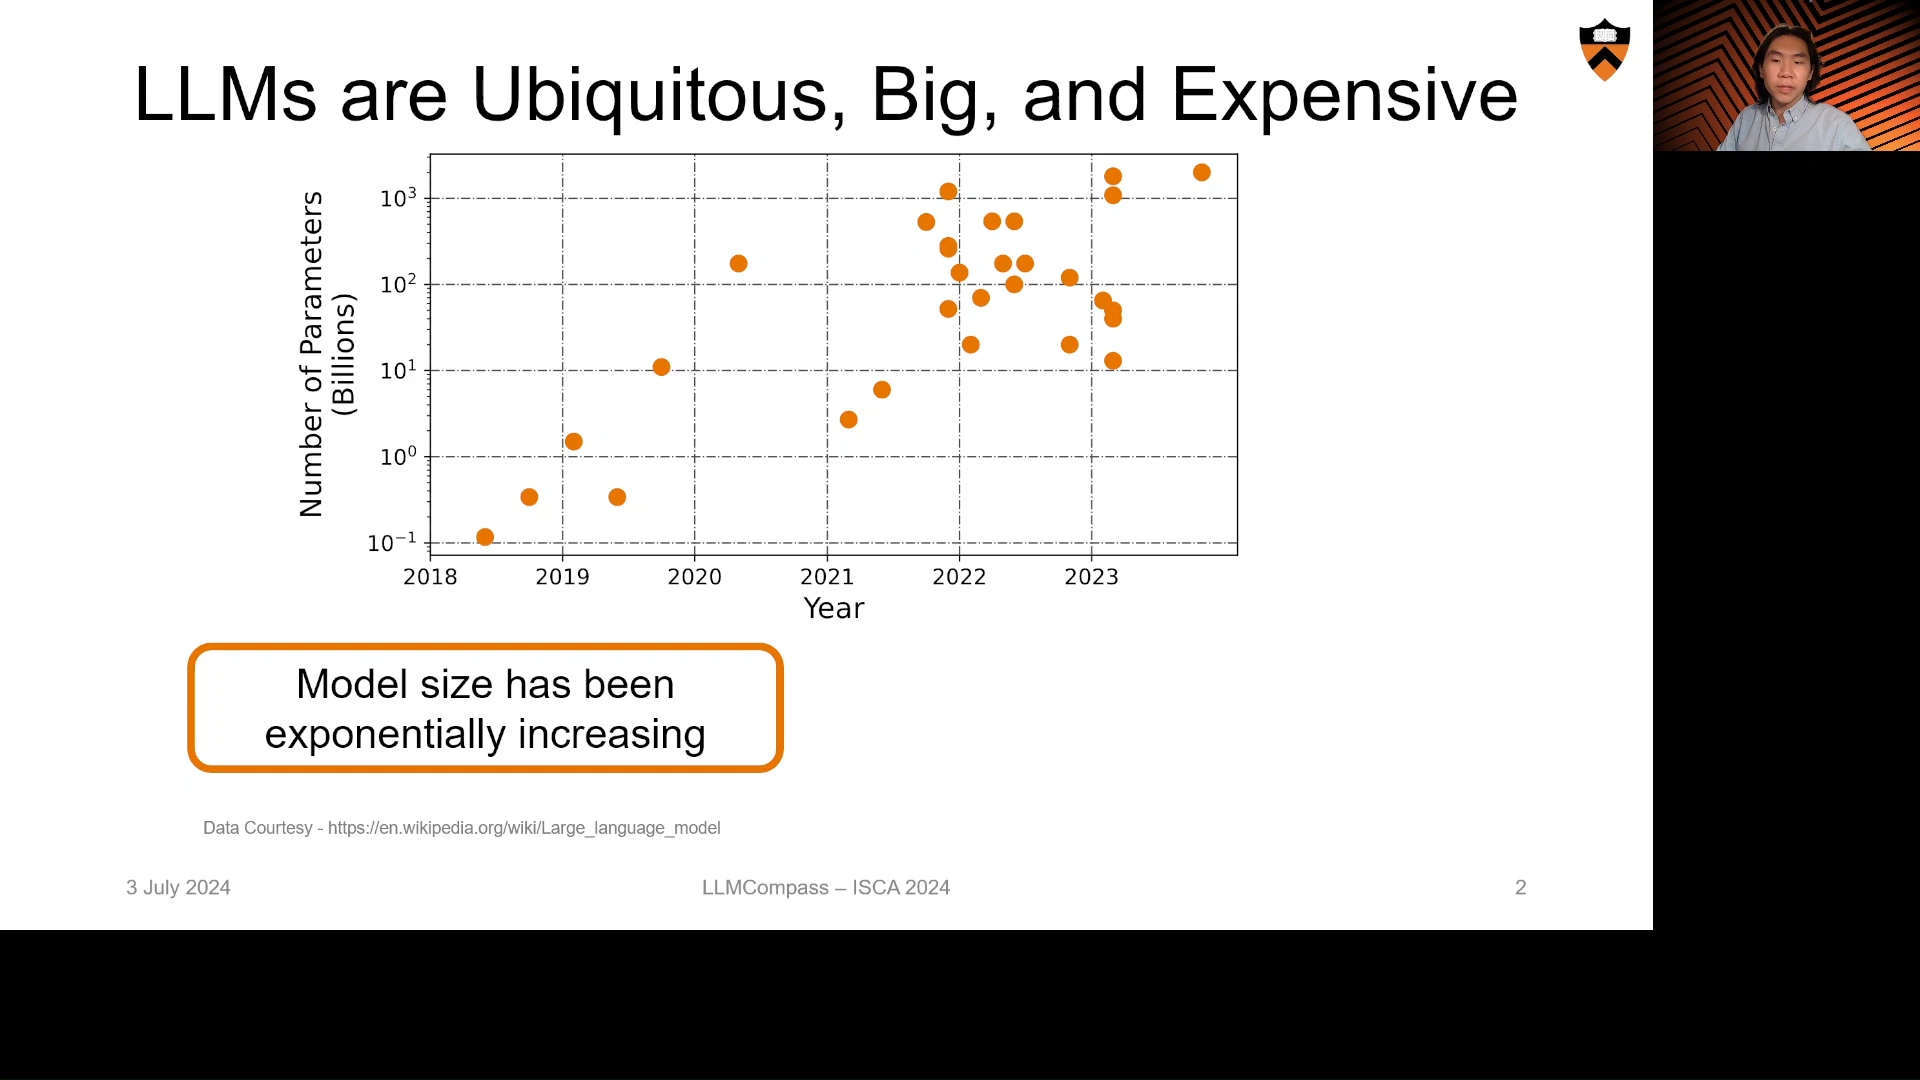 LLMs are Ubiquitous, Big, and Expensive
Number of Parameters
(Billions)
10³
10²
10¹
10⁰
10⁻¹
2018 2019 2020 2021 2022 2023
Year
Model size has been
exponentially increasing
Data Courtesy - https://en.wikipedia.org/wiki/Large_language_model
3 July 2024 LLMCompass – ISCA 2024 2